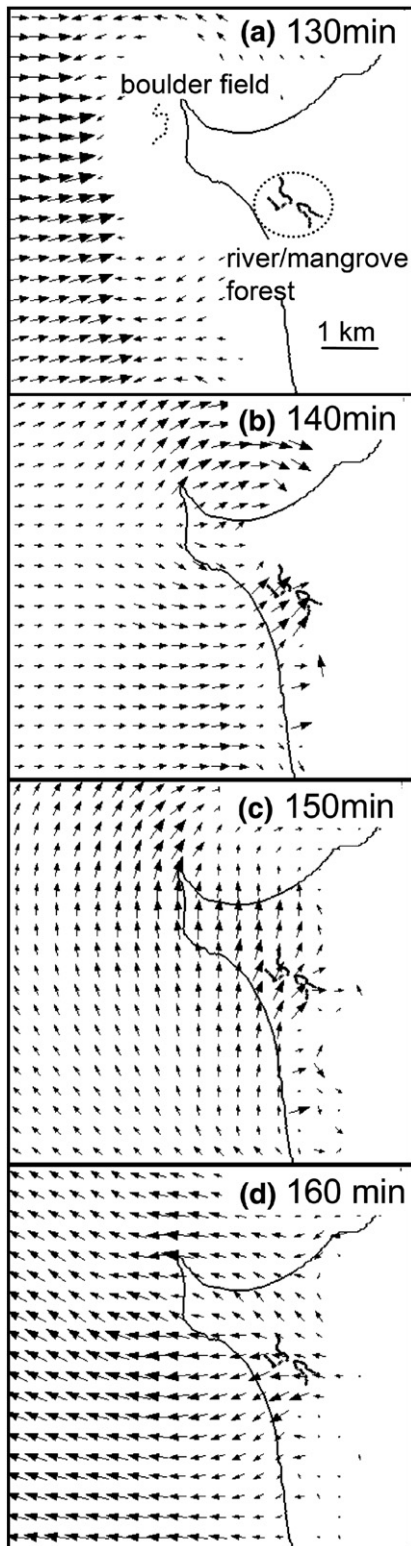 (a) 130min
boulder field
river/mangrove
forest
1 km
(b) 140min
(c) 150min
(d) 160 min